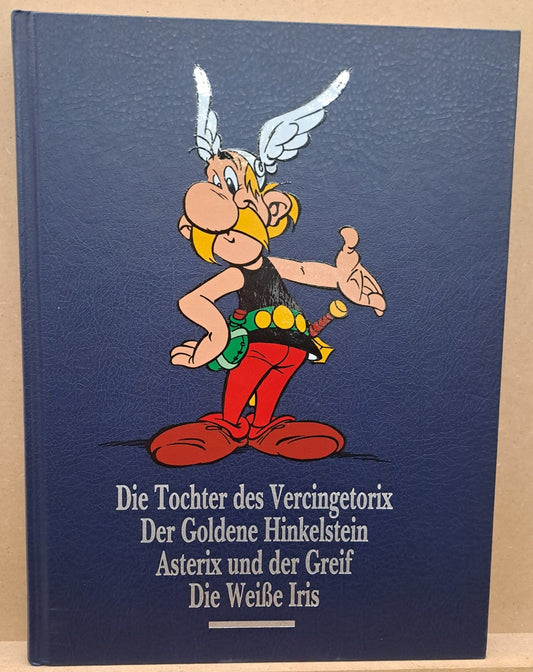 Die Tochter des Vercingetorix
Der Goldene Hinkelstein
Asterix und der Greif
Die Weiße Iris